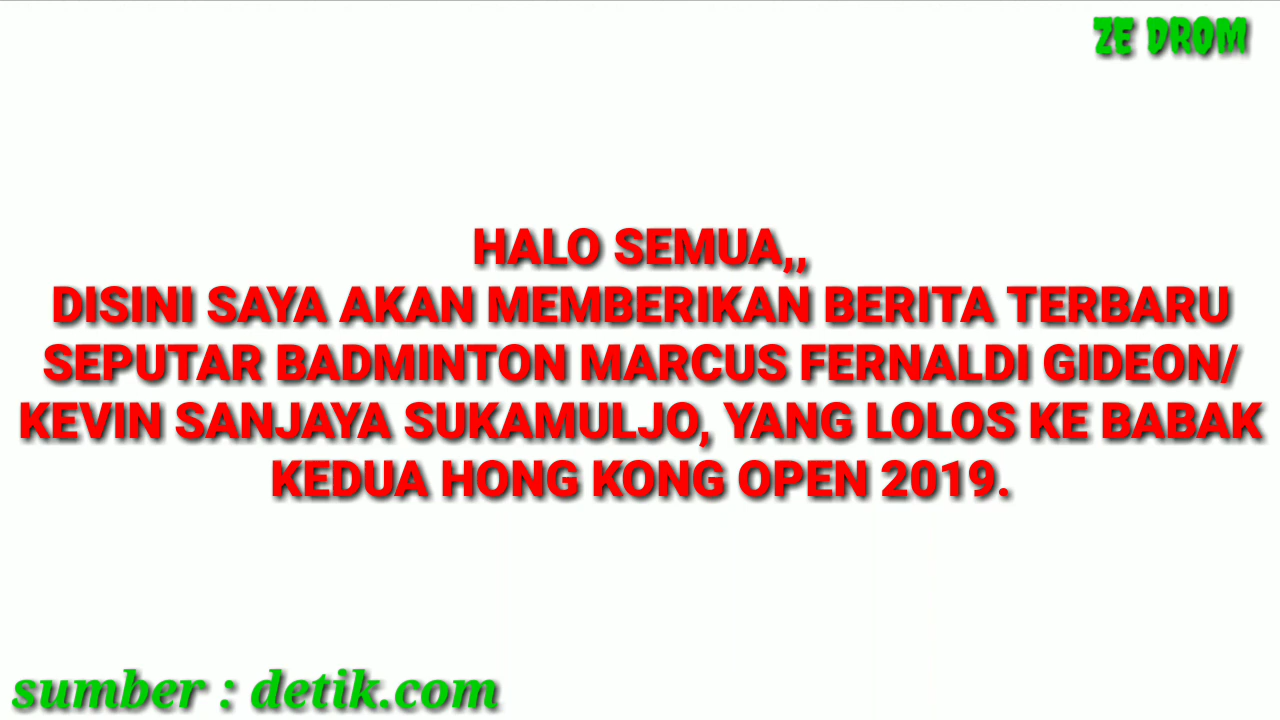 ZE DROM
HALO SEMUA,,
DISINI SAYA AKAN MEMBERIKAN BERITA TERBARU
SEPUTAR BADMINTON MARCUS FERNALDI GIDEON/
KEVIN SANJAYA SUKAMULJO, YANG LOLOS KE BABAK
KEDUA HONG KONG OPEN 2019.
sumber : detik.com